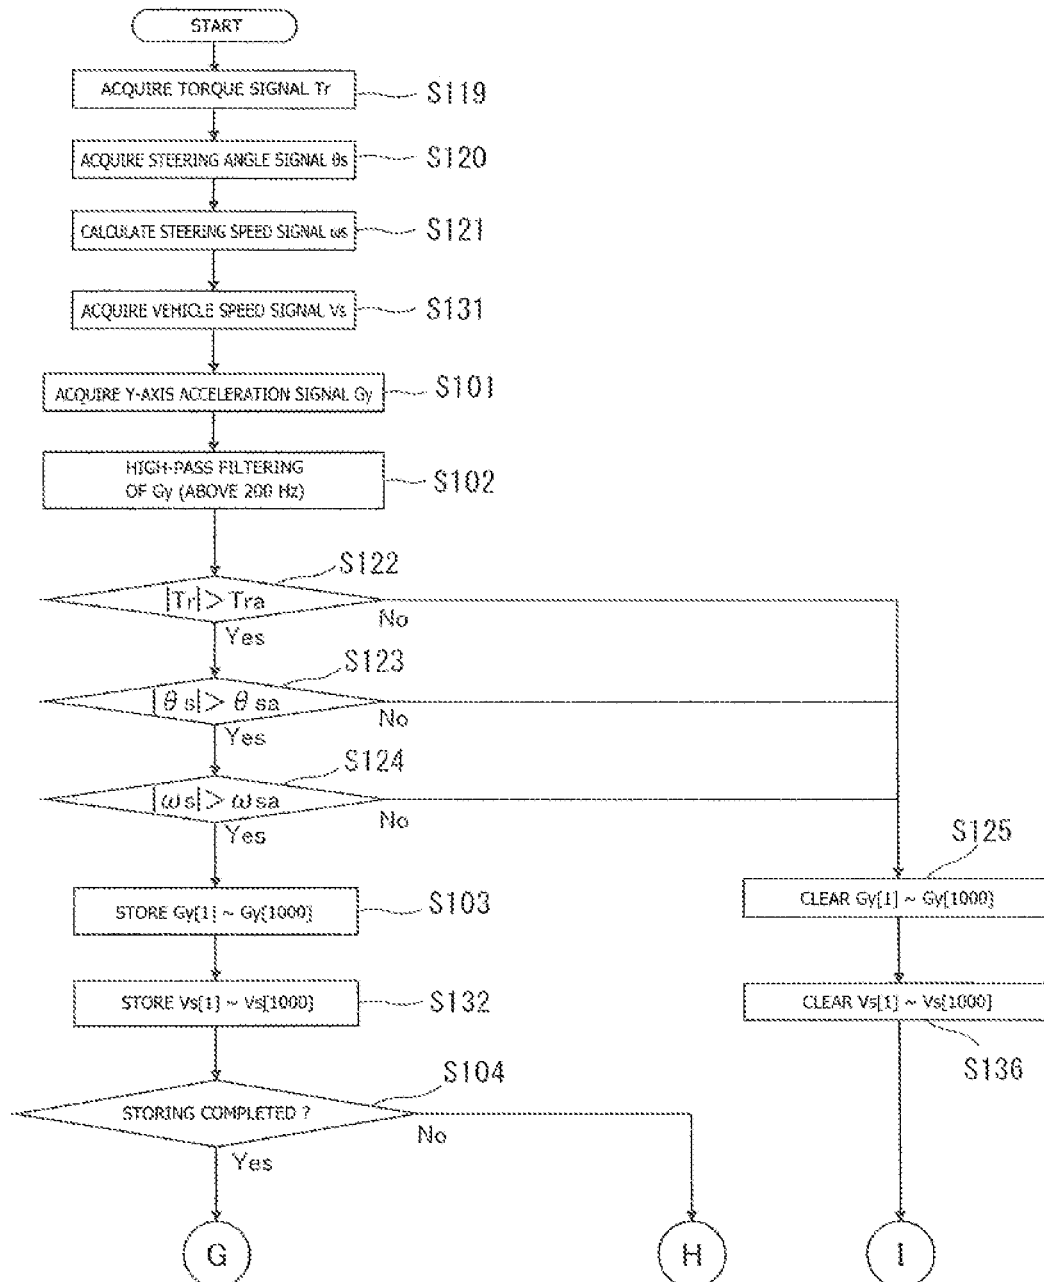 START
ACQUIRE TORQUE SIGNAL Tr
S119
ACQUIRE STEERING ANGLE SIGNAL θs
S120
CALCULATE STEERING SPEED SIGNAL ωs
S121
ACQUIRE VEHICLE SPEED SIGNAL Vs
S131
ACQUIRE Y-AXIS ACCELERATION SIGNAL Gy
S101
HIGH-PASS FILTERING
OF Gy (ABOVE 200 Hz)
S102
S122
|Tr| > Tra
No
Yes
S123
|θs| > θsa
No
Yes
S124
|ωs| > ωsa
No
Yes
S125
STORE Gy[1] ~ Gy[1000]
S103
CLEAR Gy[1] ~ Gy[1000]
STORE Vs[1] ~ Vs[1000]
S132
CLEAR Vs[1] ~ Vs[1000]
S136
S104
STORING COMPLETED ?
No
Yes
G
H
I